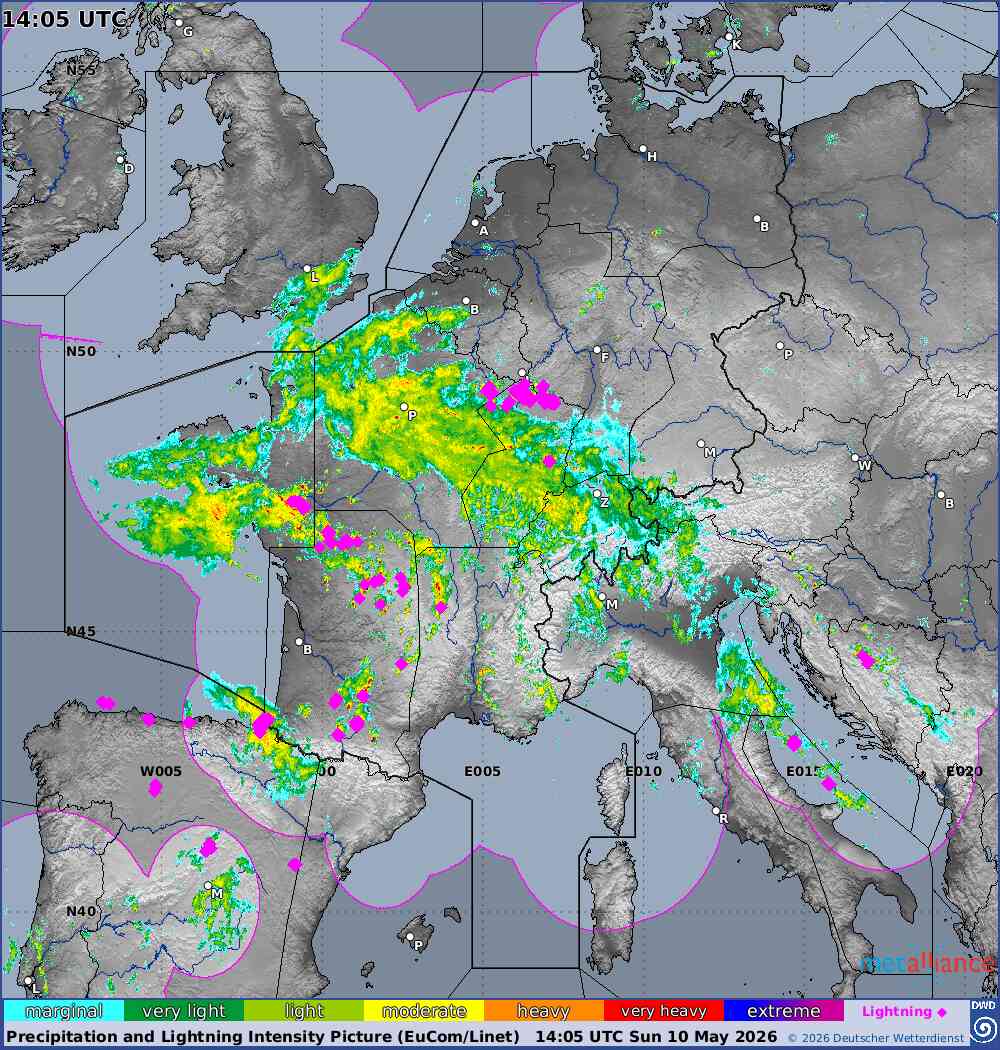 14:05 UTC
G
K
N55
D
H
B
A
L
B
N50
F
P
P
M
W
Z
B
M
N45
B
W005
00
E005
E010
E015
E020
R
M
N40
P
L
metalliance
marginal very light light moderate heavy very heavy extreme Lightning
DWD
Precipitation and Lightning Intensity Picture (EuCom/Linet) 14:05 UTC Sun 10 May 2026 © 2026 Deutscher Wetterdienst